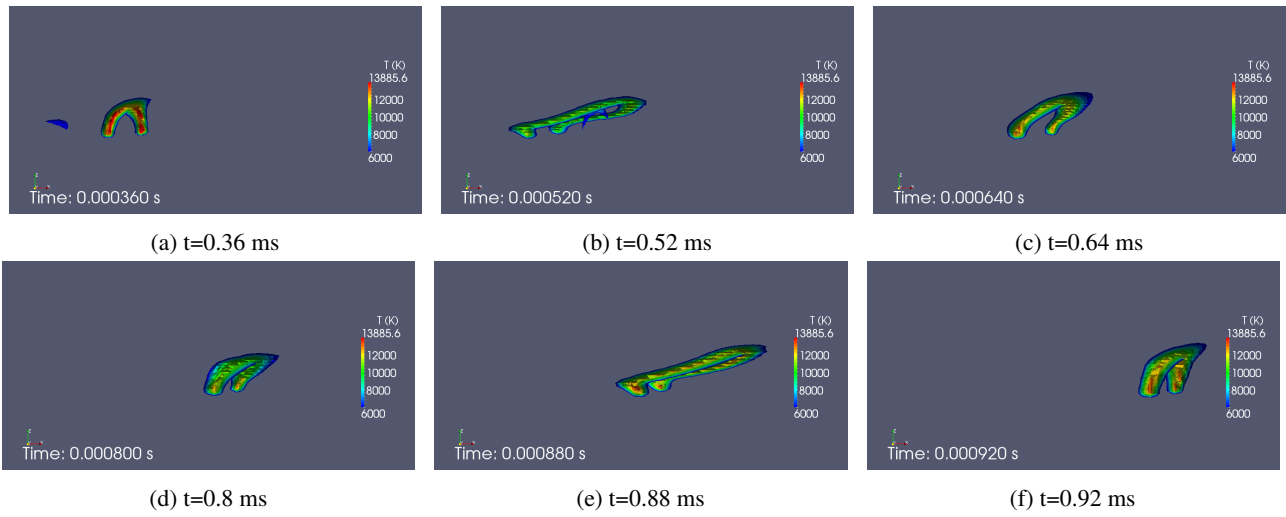 T (K)
13885.6
12000
10000
8000
6000
Time: 0.000360 s
(a) t=0.36 ms
T (K)
13885.6
12000
10000
8000
6000
Time: 0.000520 s
(b) t=0.52 ms
T (K)
13885.6
12000
10000
8000
6000
Time: 0.000640 s
(c) t=0.64 ms
T (K)
13885.6
12000
10000
8000
6000
Time: 0.000800 s
(d) t=0.8 ms
T (K)
13885.6
12000
10000
8000
6000
Time: 0.000880 s
(e) t=0.88 ms
T (K)
13885.6
12000
10000
8000
6000
Time: 0.000920 s
(f) t=0.92 ms